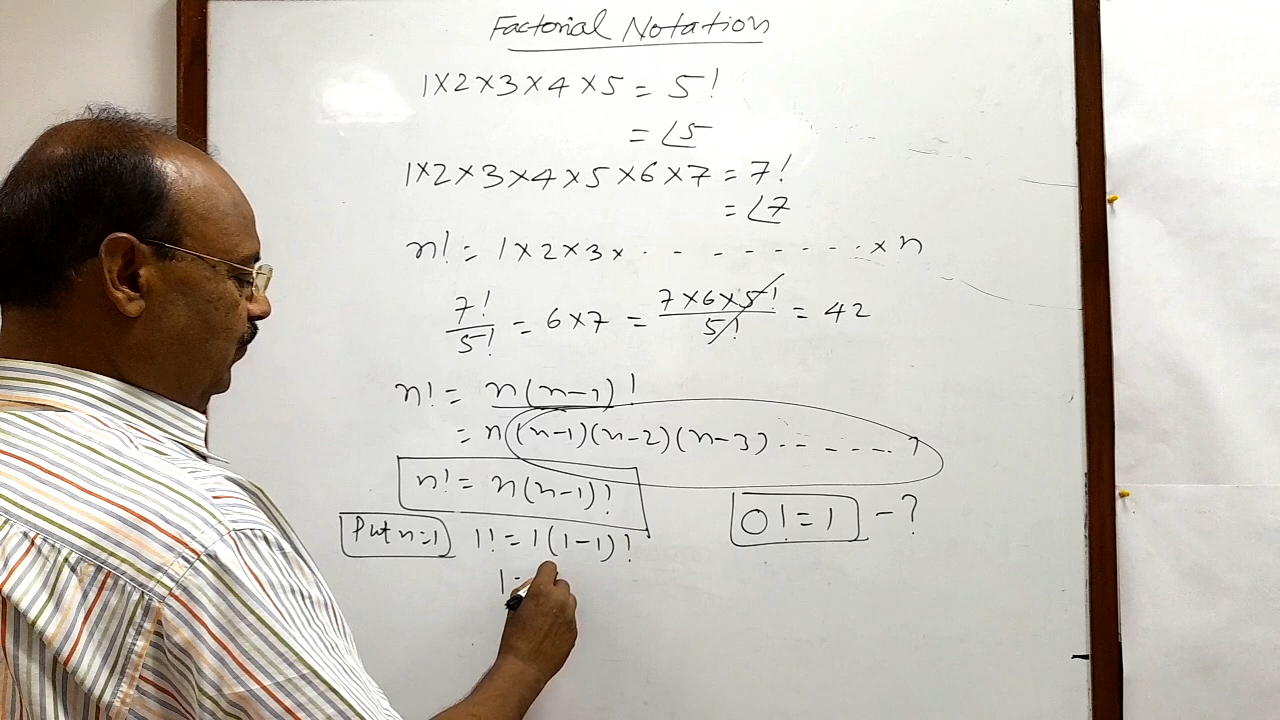 Factorial Notation
1×2×3×4×5 = 5!
= ∠5
1×2×3×4×5×6×7 = 7!
= ∠7
n! = 1×2×3×. - - - - - - . ×n
7!/5! = 6×7 = 7×6×5!/5! = 42
n! = n(n-1)!
= n(n-1)(n-2)(n-3)-- - - - - . 1
n! = n(n-1)!
0! = 1 - ?
Put n=1 1! = 1(1-1)!
1 =